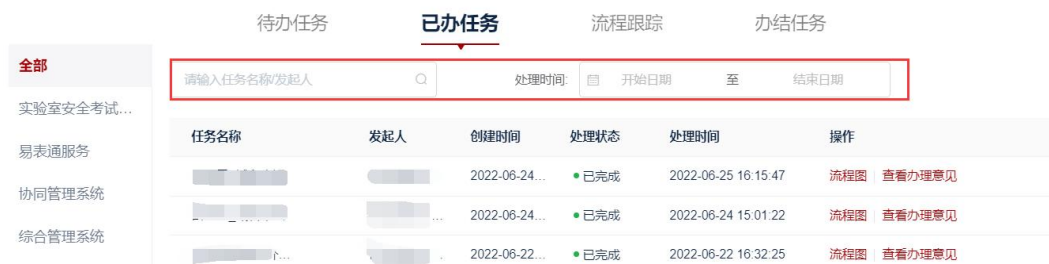 待办任务 已办任务 流程跟踪 办结任务
全部
请输入任务名称/发起人 处理时间: 开始日期 至 结束日期
实验室安全考试...
任务名称 发起人 创建时间 处理状态 处理时间 操作
易表通服务
2022-06-24... 已完成 2022-06-25 16:15:47 流程图 查看办理意见
协同管理系统
... 2022-06-24... 已完成 2022-06-24 15:01:22 流程图 查看办理意见
综合管理系统
2022-06-22... 已完成 2022-06-22 16:32:25 流程图 查看办理意见